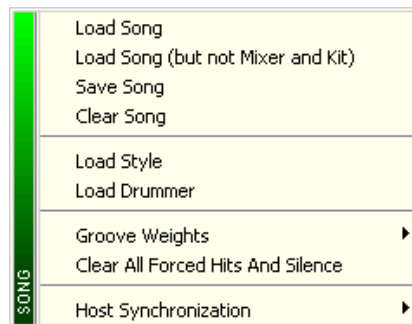 Load Song
Load Song (but not Mixer and Kit)
Save Song
Clear Song
Load Style
Load Drummer
Groove Weights
Clear All Forced Hits And Silence
Host Synchronization
SONG